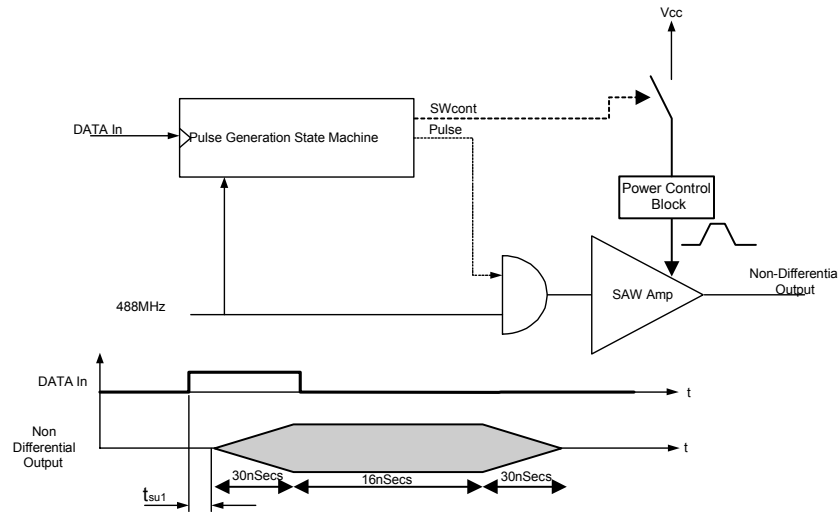 Vcc
SWcont
DATA In
Pulse Generation State Machine
Pulse
Power Control
Block
Non-Differentia
Output
SAW Amp
488MHz
DATA In
t
Non
Differential
Output
t
30nSecs
16nSecs
30nSecs
tsu1